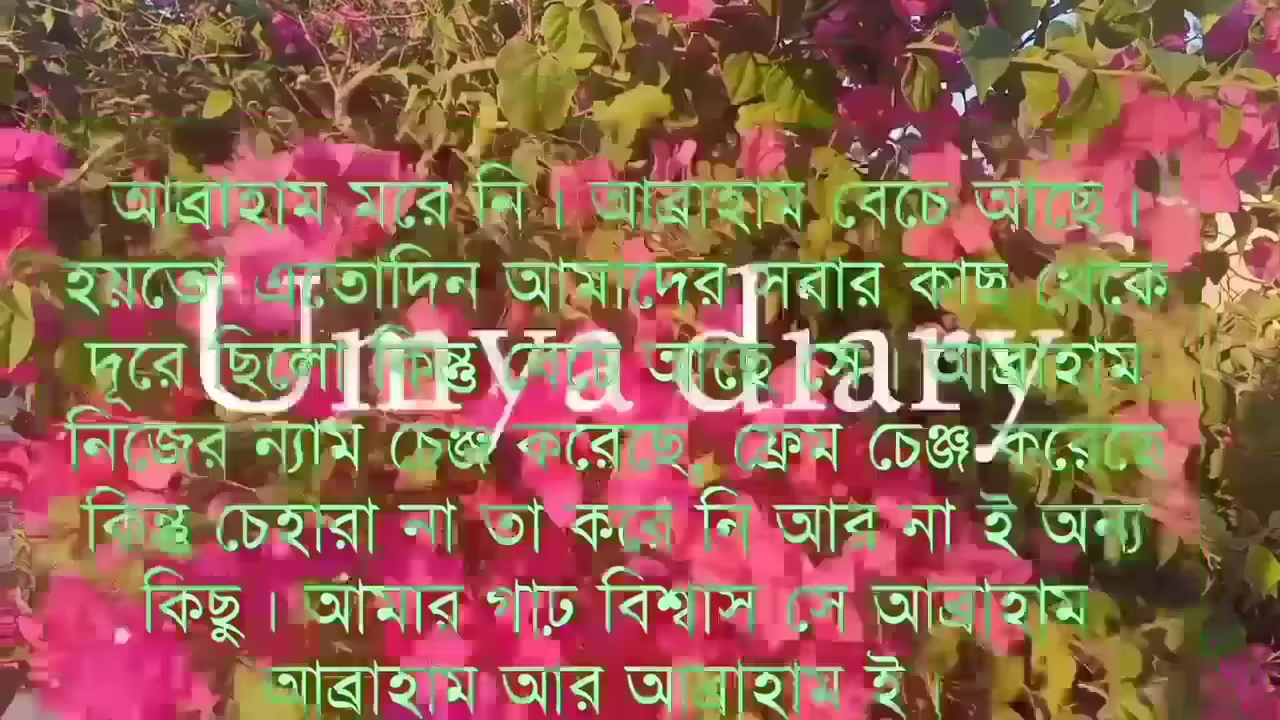 আব্রাহাম মরে নি। আব্রাহাম বেচে আছে।
হয়তো এতোদিন আমাদের সবার কাছ থেকে
দূরে ছিলো কিন্তু বেচে আছে সে। আব্রাহাম
নিজের ন্যাম চেঞ্জ করেছে, ফ্রেম চেঞ্জ করেছে
কিন্তু চেহারা না তা করে নি আর না ই অন্য
কিছু। আমার গাঢ় বিশ্বাস সে আব্রাহাম
আব্রাহাম আর আব্রাহাম ই।
Urmya diary